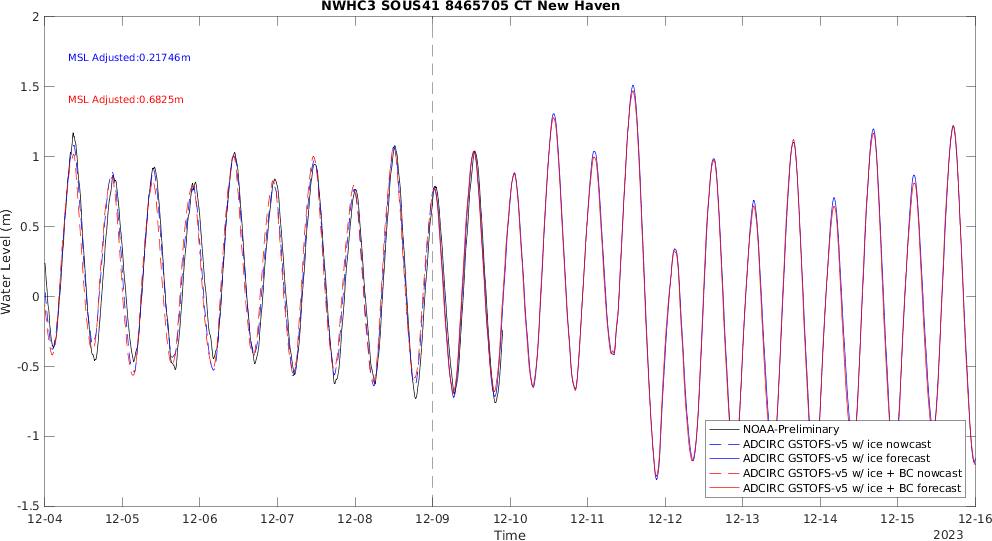 NWHC3 SOUS41 8465705 CT New Haven
MSL Adjusted:0.21746m
MSL Adjusted:0.6825m
Water Level (m)
2
1.5
1
0.5
0
-0.5
-1
-1.5
NOAA-Preliminary
ADCIRC GSTOFS-v5 w/ ice nowcast
ADCIRC GSTOFS-v5 w/ ice forecast
ADCIRC GSTOFS-v5 w/ ice + BC nowcast
ADCIRC GSTOFS-v5 w/ ice + BC forecast
12-04 12-05 12-06 12-07 12-08 12-09 12-10 12-11 12-12 12-13 12-14 12-15 12-16
Time
2023